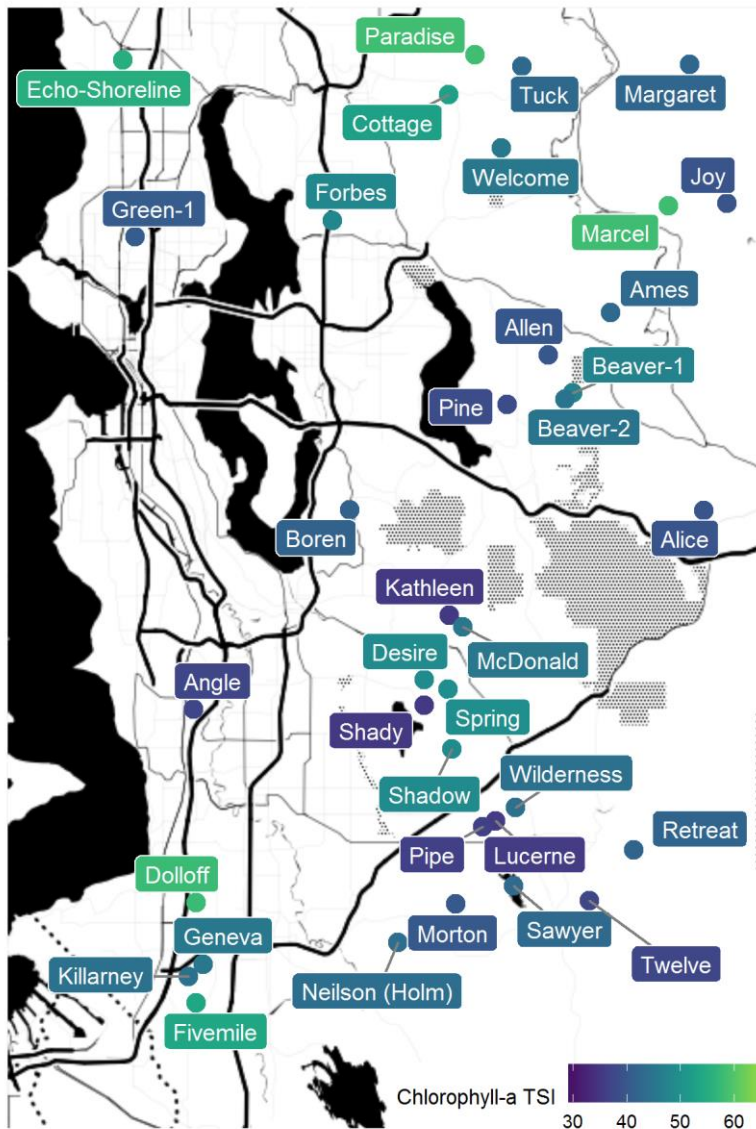 Paradise
Echo-Shoreline
Tuck
Margaret
Cottage
Welcome
Joy
Forbes
Green-1
Marcel
Ames
Allen
Beaver-1
Pine
Beaver-2
Boren
Alice
Kathleen
McDonald
Desire
Angle
Spring
Shady
Wilderness
Shadow
Retreat
Pipe
Lucerne
Dolloff
Geneva
Morton
Sawyer
Twelve
Killarney
Neilson (Holm)
Fivemile
Chlorophyll-a TSI
30 40 50 60